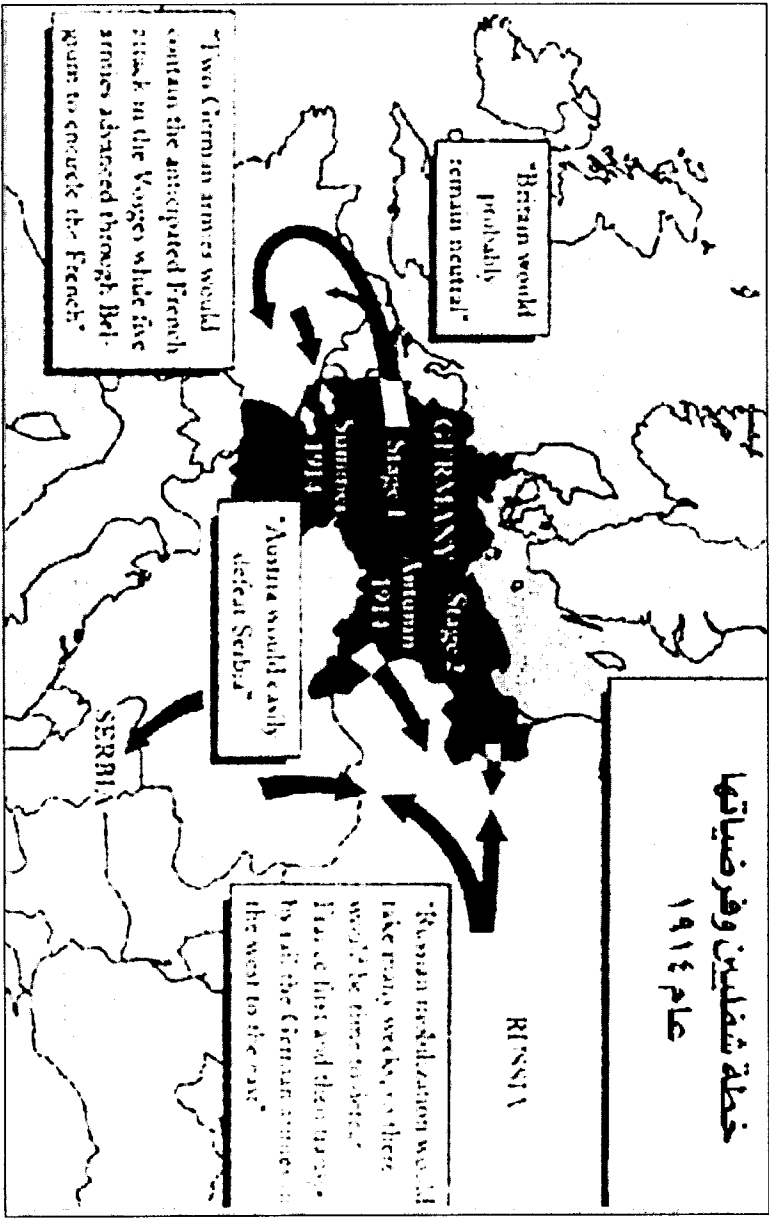 خطة شفليين وفرضياتها
عام ١٩١٤
"Britain would
probably
remain neutral"
"Two German armies would
contain the anticipated French
attack in the Vosges while five
armies advanced through Bel-
gium to encircle the French"
GERMANY
Stage 1
Summer
1914
Stage 2
Autumn
1914
"Austria would easily
defeat Serbia"
SERBIA
RUSSIA
"Russian mobilization would
take many weeks, so there
would be time to defeat
France first and then trans-
by rail the German armies
the west to the east"